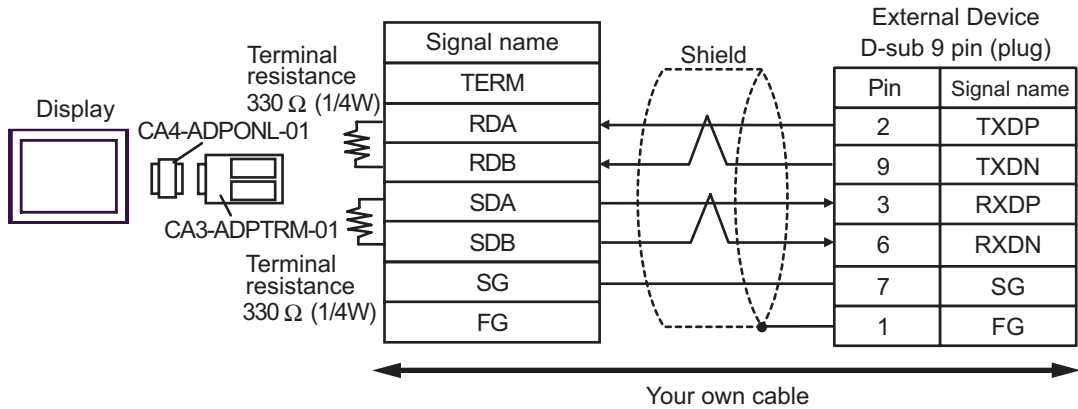 Display
CA4-ADPONL-01
CA3-ADPTRM-01
Terminal
resistance
330 Ω (1/4W)
Terminal
resistance
330 Ω (1/4W)
Signal name
TERM
RDA
RDB
SDA
SDB
SG
FG
Shield
External Device
D-sub 9 pin (plug)
Pin Signal name
2 TXDP
9 TXDN
3 RXDP
6 RXDN
7 SG
1 FG
Your own cable